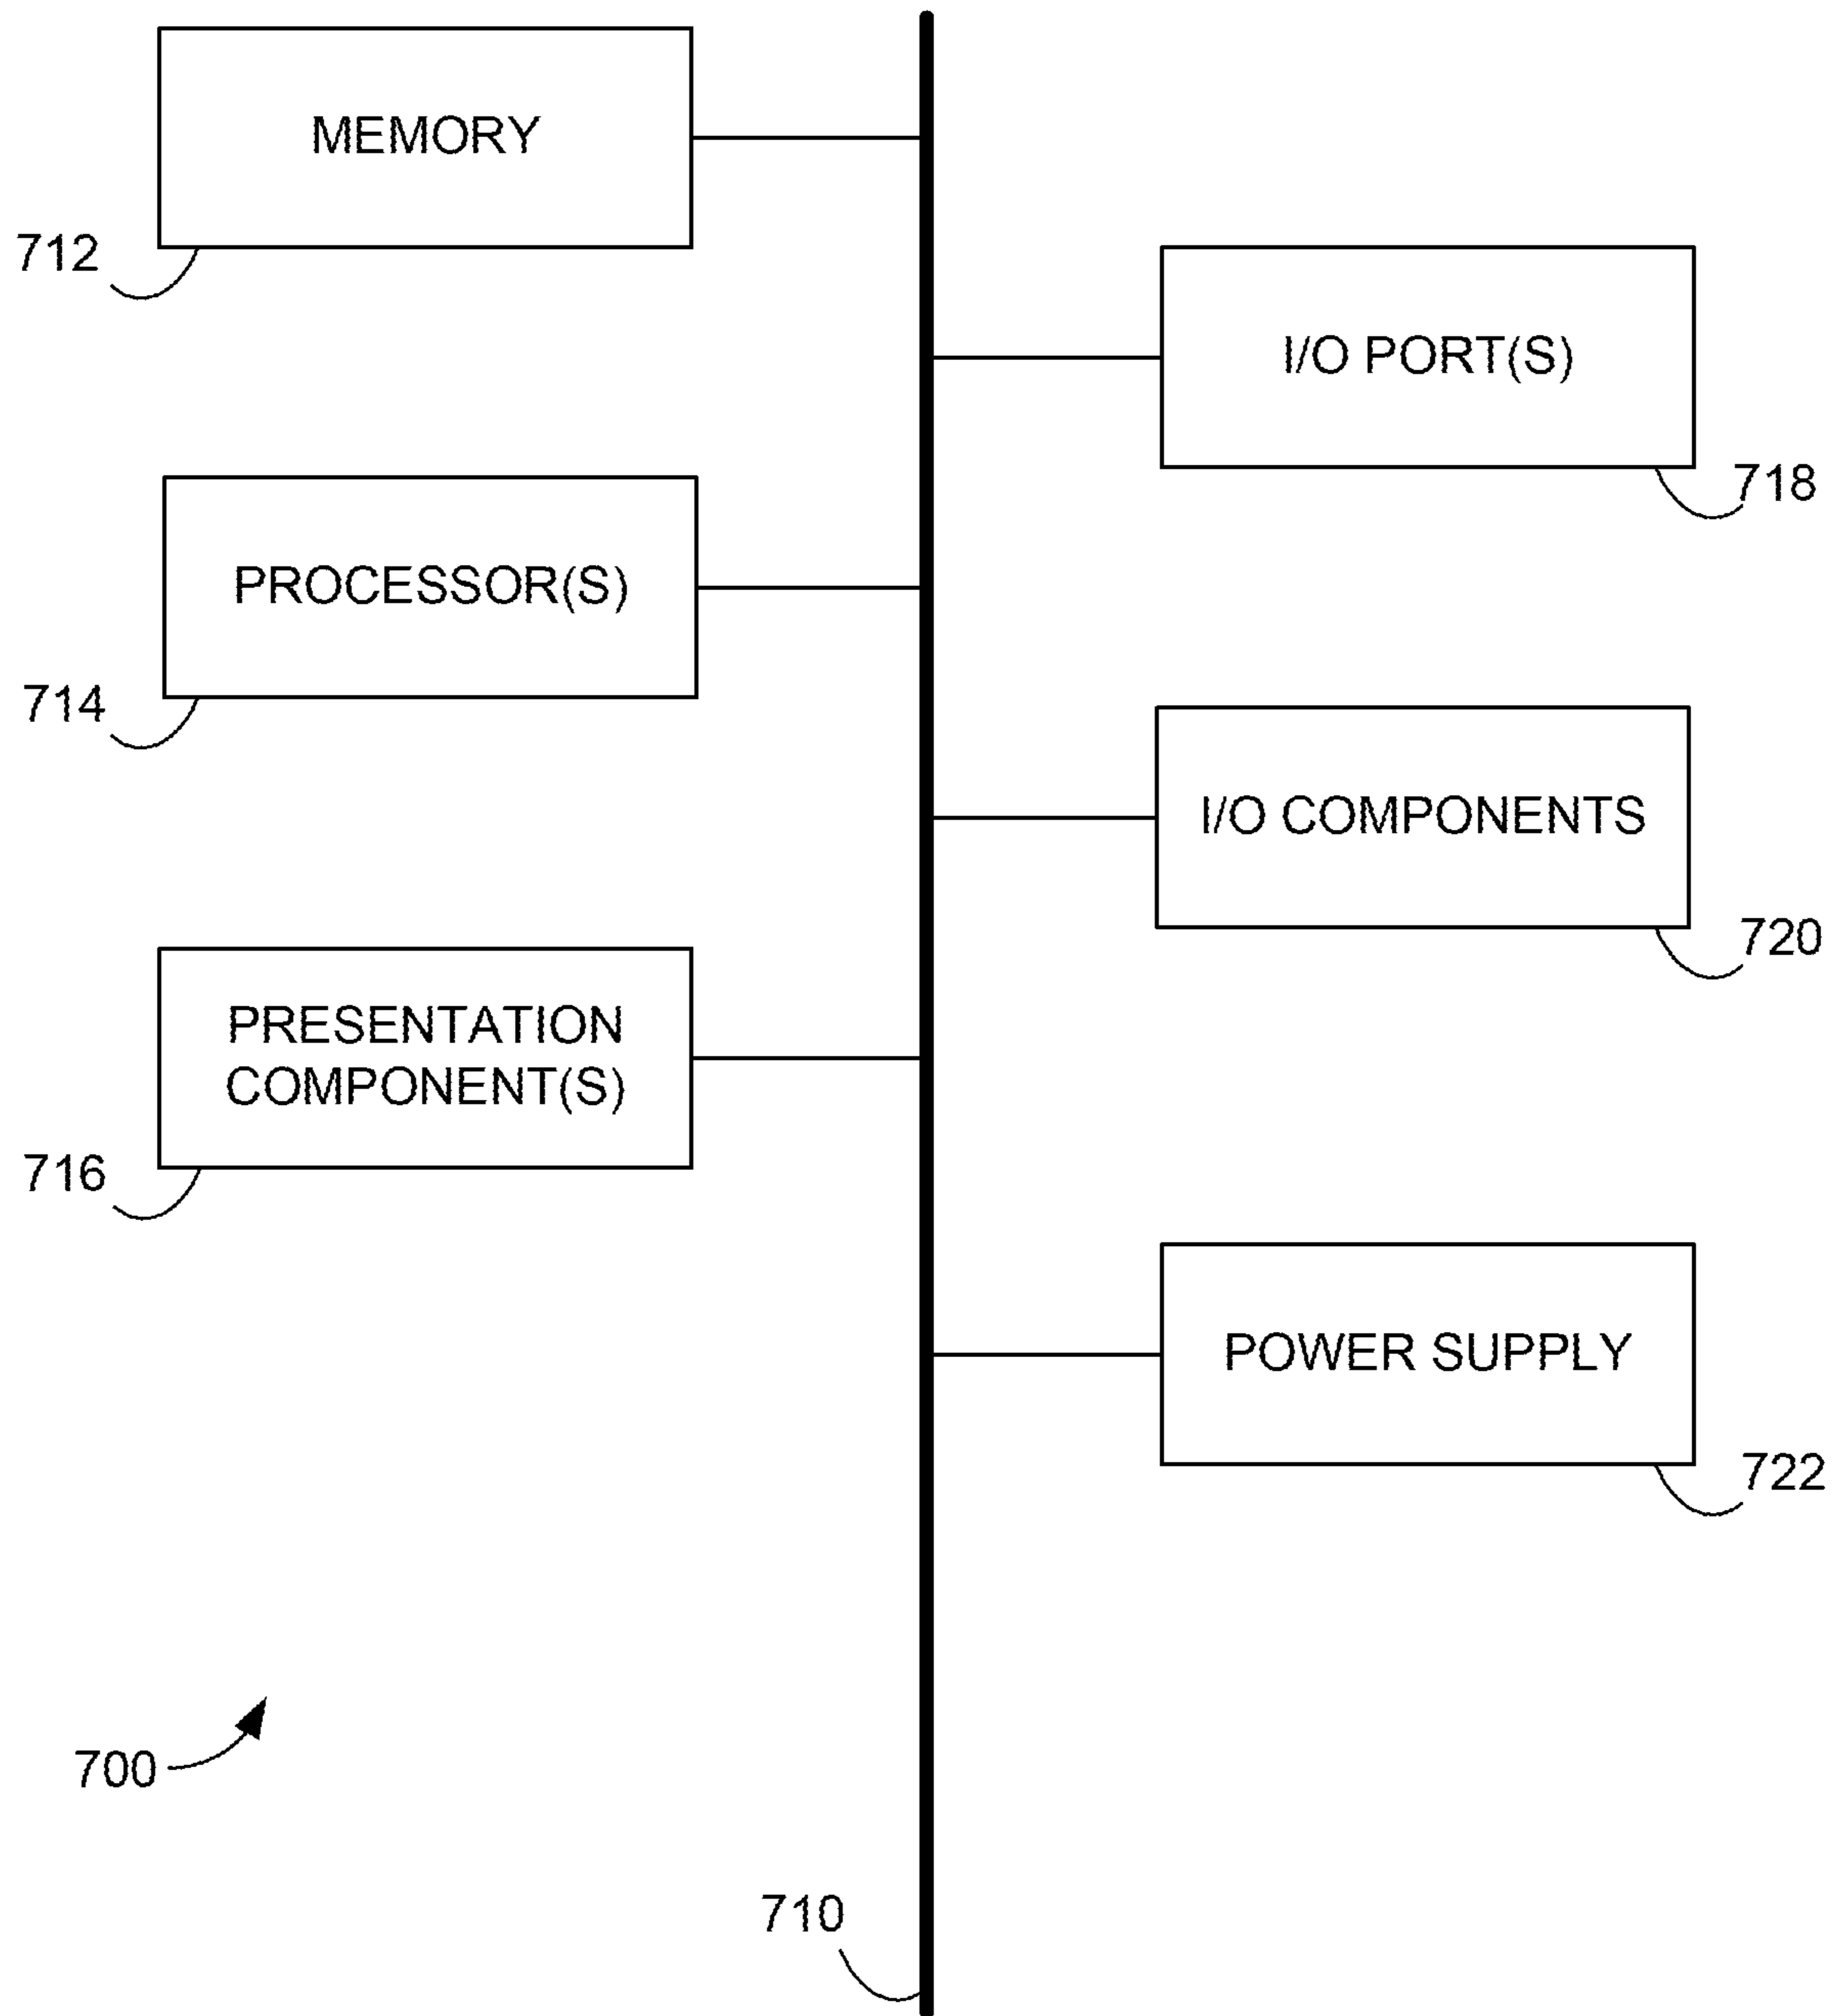 MEMORY
712
I/O PORT(S)
718
PROCESSOR(S)
714
I/O COMPONENTS
720
PRESENTATION
COMPONENT(S)
716
POWER SUPPLY
722
700
710